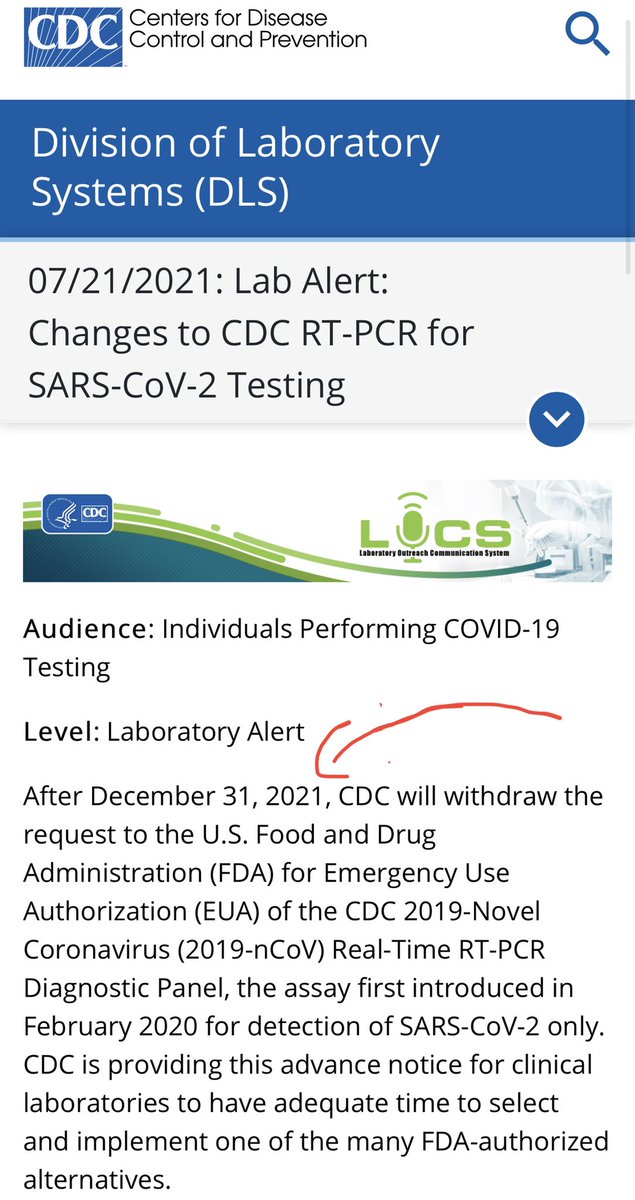 CDC
Centers for Disease
Control and Prevention
Division of Laboratory
Systems (DLS)
07/21/2021: Lab Alert:
Changes to CDC RT-PCR for
SARS-CoV-2 Testing
CDC
LOCS
Laboratory Outreach Communication System
Audience: Individuals Performing COVID-19
Testing
Level: Laboratory Alert
After December 31, 2021, CDC will withdraw the
request to the U.S. Food and Drug
Administration (FDA) for Emergency Use
Authorization (EUA) of the CDC 2019-Novel
Coronavirus (2019-nCoV) Real-Time RT-PCR
Diagnostic Panel, the assay first introduced in
February 2020 for detection of SARS-CoV-2 only.
CDC is providing this advance notice for clinical
laboratories to have adequate time to select
and implement one of the many FDA-authorized
alternatives.